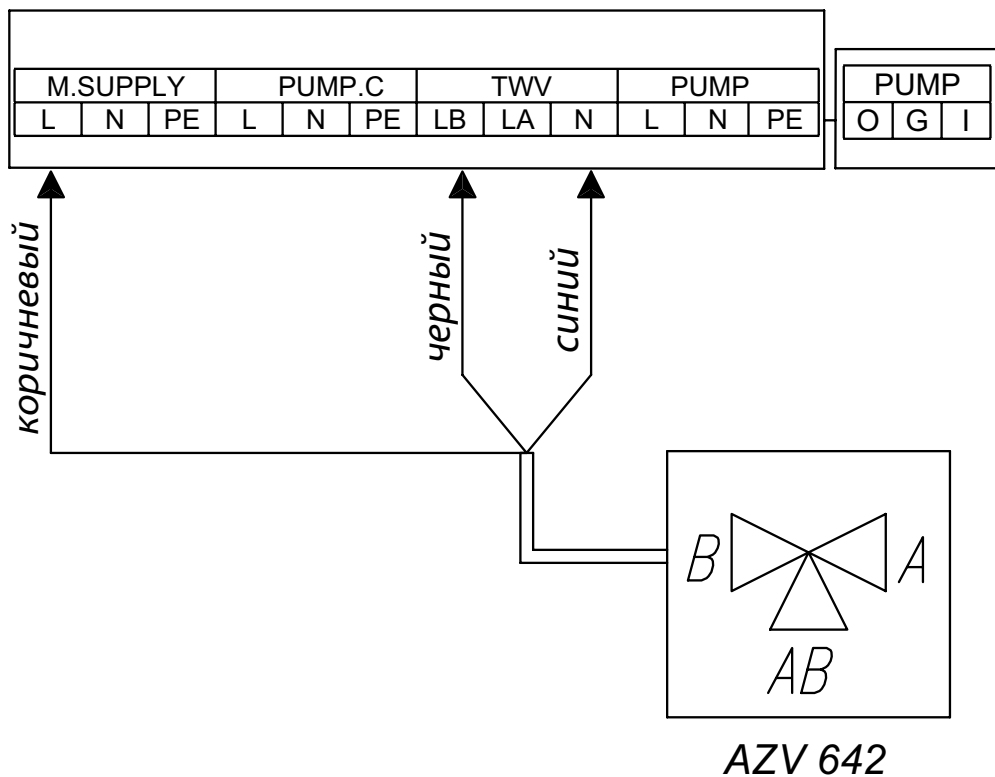 M.SUPPLY PUMP.C TWV PUMP PUMP
L N PE L N PE LB LA N L N PE O G I
коричневый
черный
синий
B A
AB
AZV 642